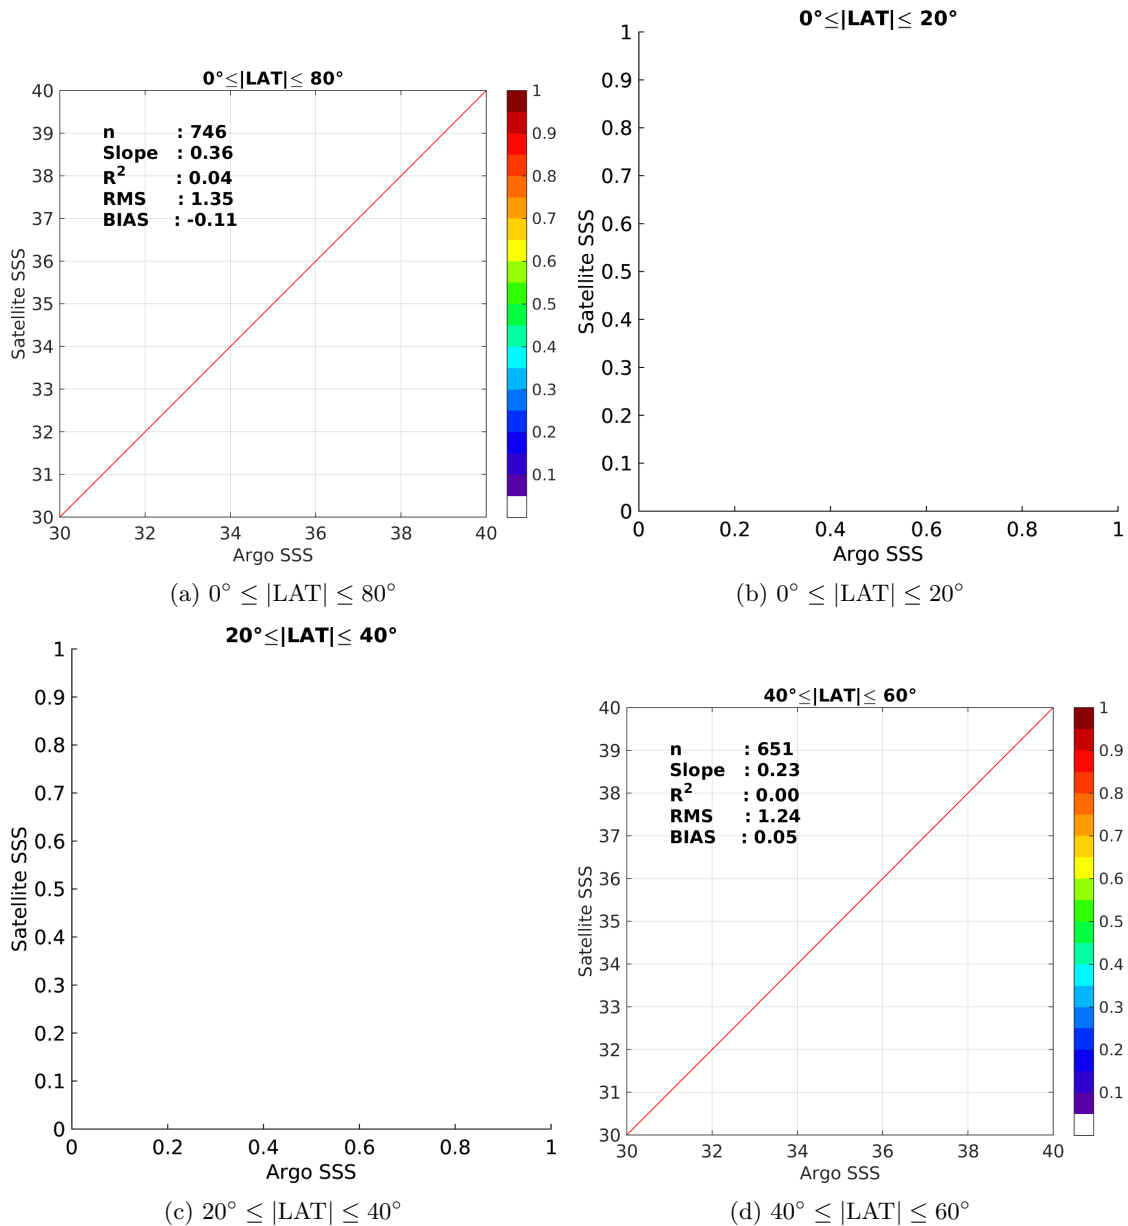 0°≤|LAT|≤ 80°
n : 746
Slope : 0.36
R² : 0.04
RMS : 1.35
BIAS : -0.11
40
39
38
37
36
35
34
33
32
31
30
30 32 34 36 38 40
Satellite SSS
Argo SSS
1
0.9
0.8
0.7
0.6
0.5
0.4
0.3
0.2
0.1
(a) 0° ≤ |LAT| ≤ 80°
0°≤|LAT|≤ 20°
1
0.9
0.8
0.7
0.6
0.5
0.4
0.3
0.2
0.1
0
0 0.2 0.4 0.6 0.8 1
Satellite SSS
Argo SSS
(b) 0° ≤ |LAT| ≤ 20°
20°≤|LAT|≤ 40°
1
0.9
0.8
0.7
0.6
0.5
0.4
0.3
0.2
0.1
0
0 0.2 0.4 0.6 0.8 1
Satellite SSS
Argo SSS
(c) 20° ≤ |LAT| ≤ 40°
40°≤|LAT|≤ 60°
n : 651
Slope : 0.23
R² : 0.00
RMS : 1.24
BIAS : 0.05
40
39
38
37
36
35
34
33
32
31
30
30 32 34 36 38 40
Satellite SSS
Argo SSS
1
0.9
0.8
0.7
0.6
0.5
0.4
0.3
0.2
0.1
(d) 40° ≤ |LAT| ≤ 60°